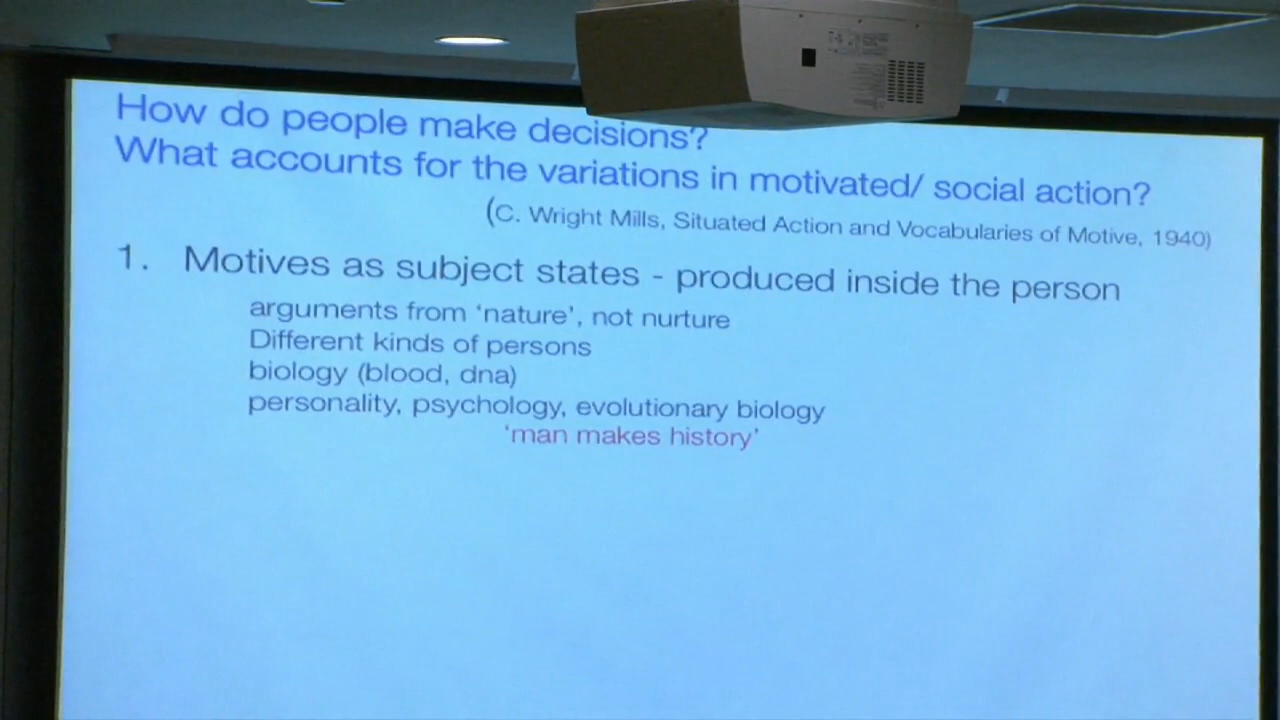 How do people make decisions?
What accounts for the variations in motivated/ social action?
(C. Wright Mills, Situated Action and Vocabularies of Motive, 1940)
1. Motives as subject states - produced inside the person
arguments from ‘nature’, not nurture
Different kinds of persons
biology (blood, dna)
personality, psychology, evolutionary biology
‘man makes history’